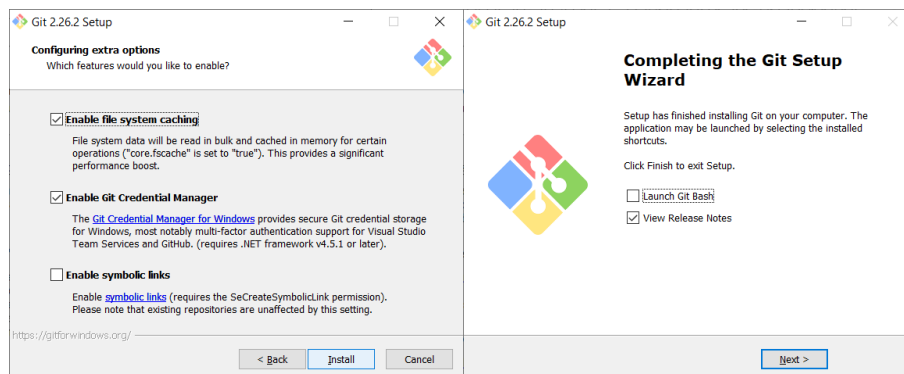 Git 2.26.2 Setup
Configuring extra options
Which features would you like to enable?
Enable file system caching
File system data will be read in bulk and cached in memory for certain
operations ("core.fscache" is set to "true"). This provides a significant
performance boost.
Enable Git Credential Manager
The Git Credential Manager for Windows provides secure Git credential storage
for Windows, most notably multi-factor authentication support for Visual Studio
Team Services and GitHub. (requires .NET framework v4.5.1 or later).
Enable symbolic links
Enable symbolic links (requires the SeCreateSymbolicLink permission).
Please note that existing repositories are unaffected by this setting.
https://gitforwindows.org/
< Back
Install
Cancel
Git 2.26.2 Setup
Completing the Git Setup
Wizard
Setup has finished installing Git on your computer. The
application may be launched by selecting the installed
shortcuts.
Click Finish to exit Setup.
Launch Git Bash
View Release Notes
Next >